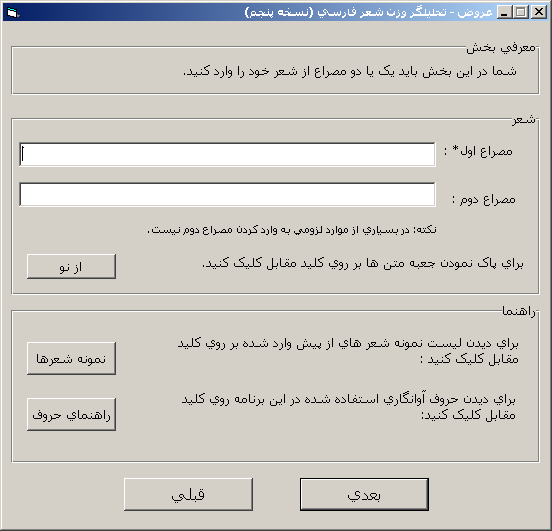 عروض - تحليلگر وزن شعر فارسي (نسخه پنجم)
معرفي بخش
شما در اين بخش بايد يک يا دو مصراع از شعر خود را وارد کنيد.
شعر
مصراع اول* :
مصراع دوم :
نکته: در بسياري از موارد لزومي به وارد کردن مصراع دوم نيست.
براي پاک نمودن جعبه متن ها بر روي کليد مقابل کليک کنيد.
از نو
راهنما
براي ديدن ليست نمونه شعر هاي از پيش وارد شده بر روي کليد
مقابل کليک کنيد :
نمونه شعرها
براي ديدن حروف آوانگاري استفاده شده در اين برنامه روي کليد
مقابل کليک کنيد:
راهنماي حروف
بعدي
قبلي